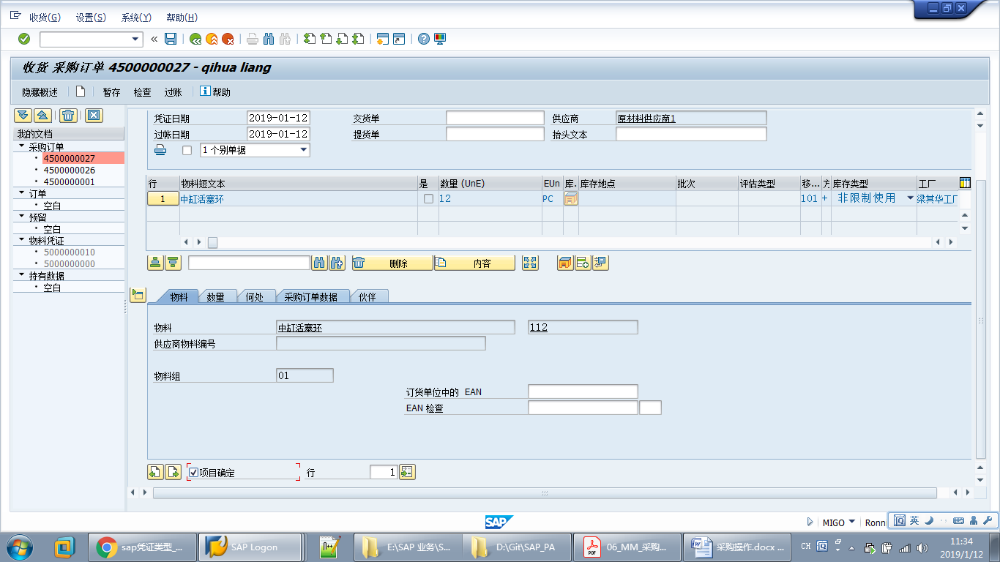 收货(G) 设置(S) 系统(Y) 帮助(H)
收货 采购订单 4500000027 - qihua liang
隐藏概述 暂存 检查 过账 帮助
我的文档
采购订单
4500000027
4500000026
4500000001
订单
空白
预留
空白
物料凭证
5000000010
5000000000
持有数据
空白
凭证日期 2019-01-12 交货单 供应商 原材料供应商1
过帐日期 2019-01-12 提货单 抬头文本
1 个别单据
行 物料短文本 是 数量 (UnE) EUn 库. 库存地点 批次 评估类型 移... 方 库存类型 工厂
1 中缸活塞环 12 PC 101 + 非限制使用 梁其华工厂
删除 内容
物料 数量 何处 采购订单数据 伙伴
物料 中缸活塞环 112
供应商物料编号
物料组 01
订货单位中的 EAN
EAN 检查
项目确定 行 1
SAP MIGO Ronn 英
sap凭证类型_... SAP Logon N++ E:\SAP 业务\S... D:\Git\SAP_PA PDF 06_MM_采购... 采购操作.docx ... CH 11:34
2019/1/12